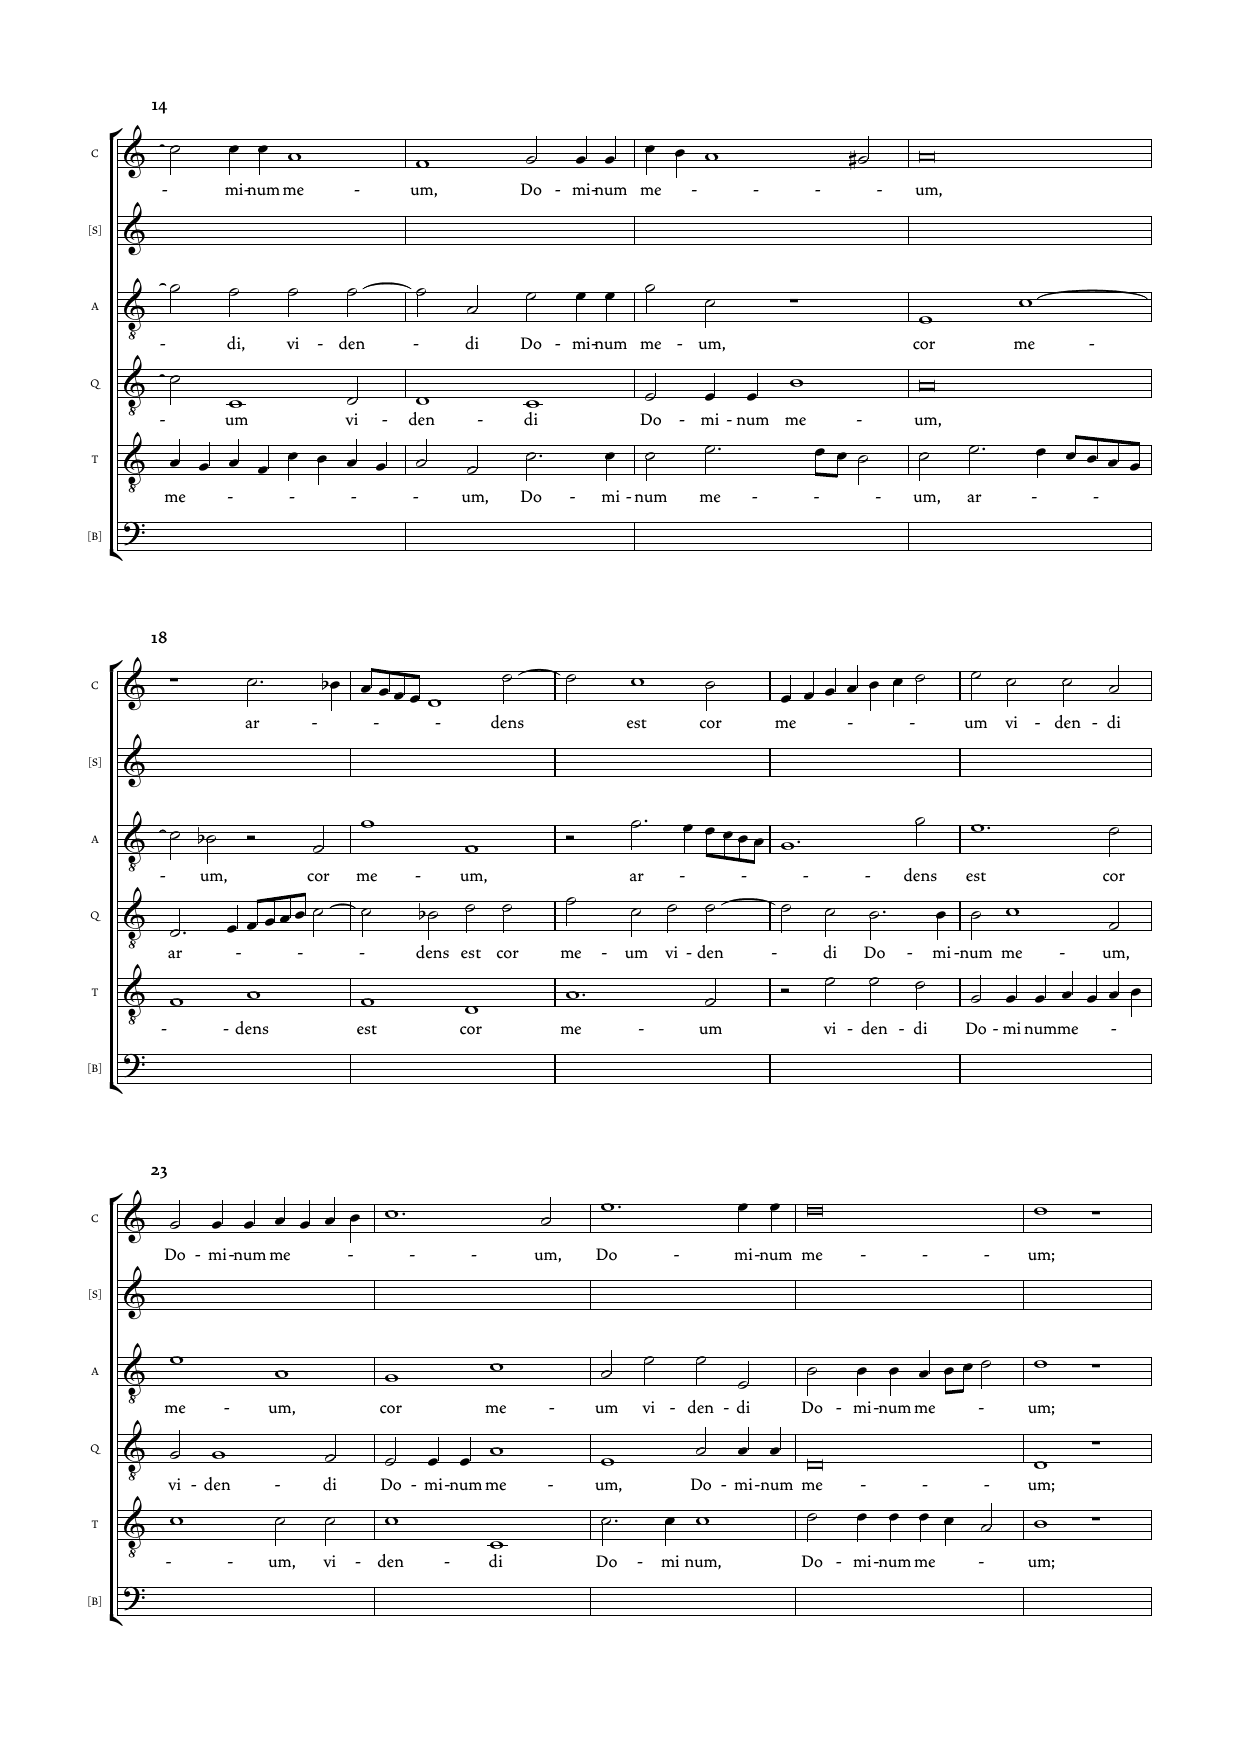 14
C
- mi-num me - um, Do - mi-num me - - - - um,
[S]
A
- di, vi - den - di Do - mi-num me - um, cor me -
Q
- um vi - den - di Do - mi - num me - um,
T
me - - - - um, Do - mi - num me - - - um, ar - - -
[B]
18
C
ar - - - - dens est cor me - - - um vi - den - di
[S]
A
- um, cor me - um, ar - - - - - dens est cor
Q
ar - - - - dens est cor me - um vi - den - di Do - mi-num me - um,
T
- - dens est cor me - um vi - den - di Do - mi num me -
[B]
23
C
Do - mi-num me - - - um, Do - mi-num me - - - um;
[S]
A
me - um, cor me - um vi - den - di Do - mi-num me - um;
Q
vi - den - di Do - mi-num me - um, Do - mi-num me - - - um;
T
- - um, vi - den - di Do - mi num, Do - mi-num me - um;
[B]